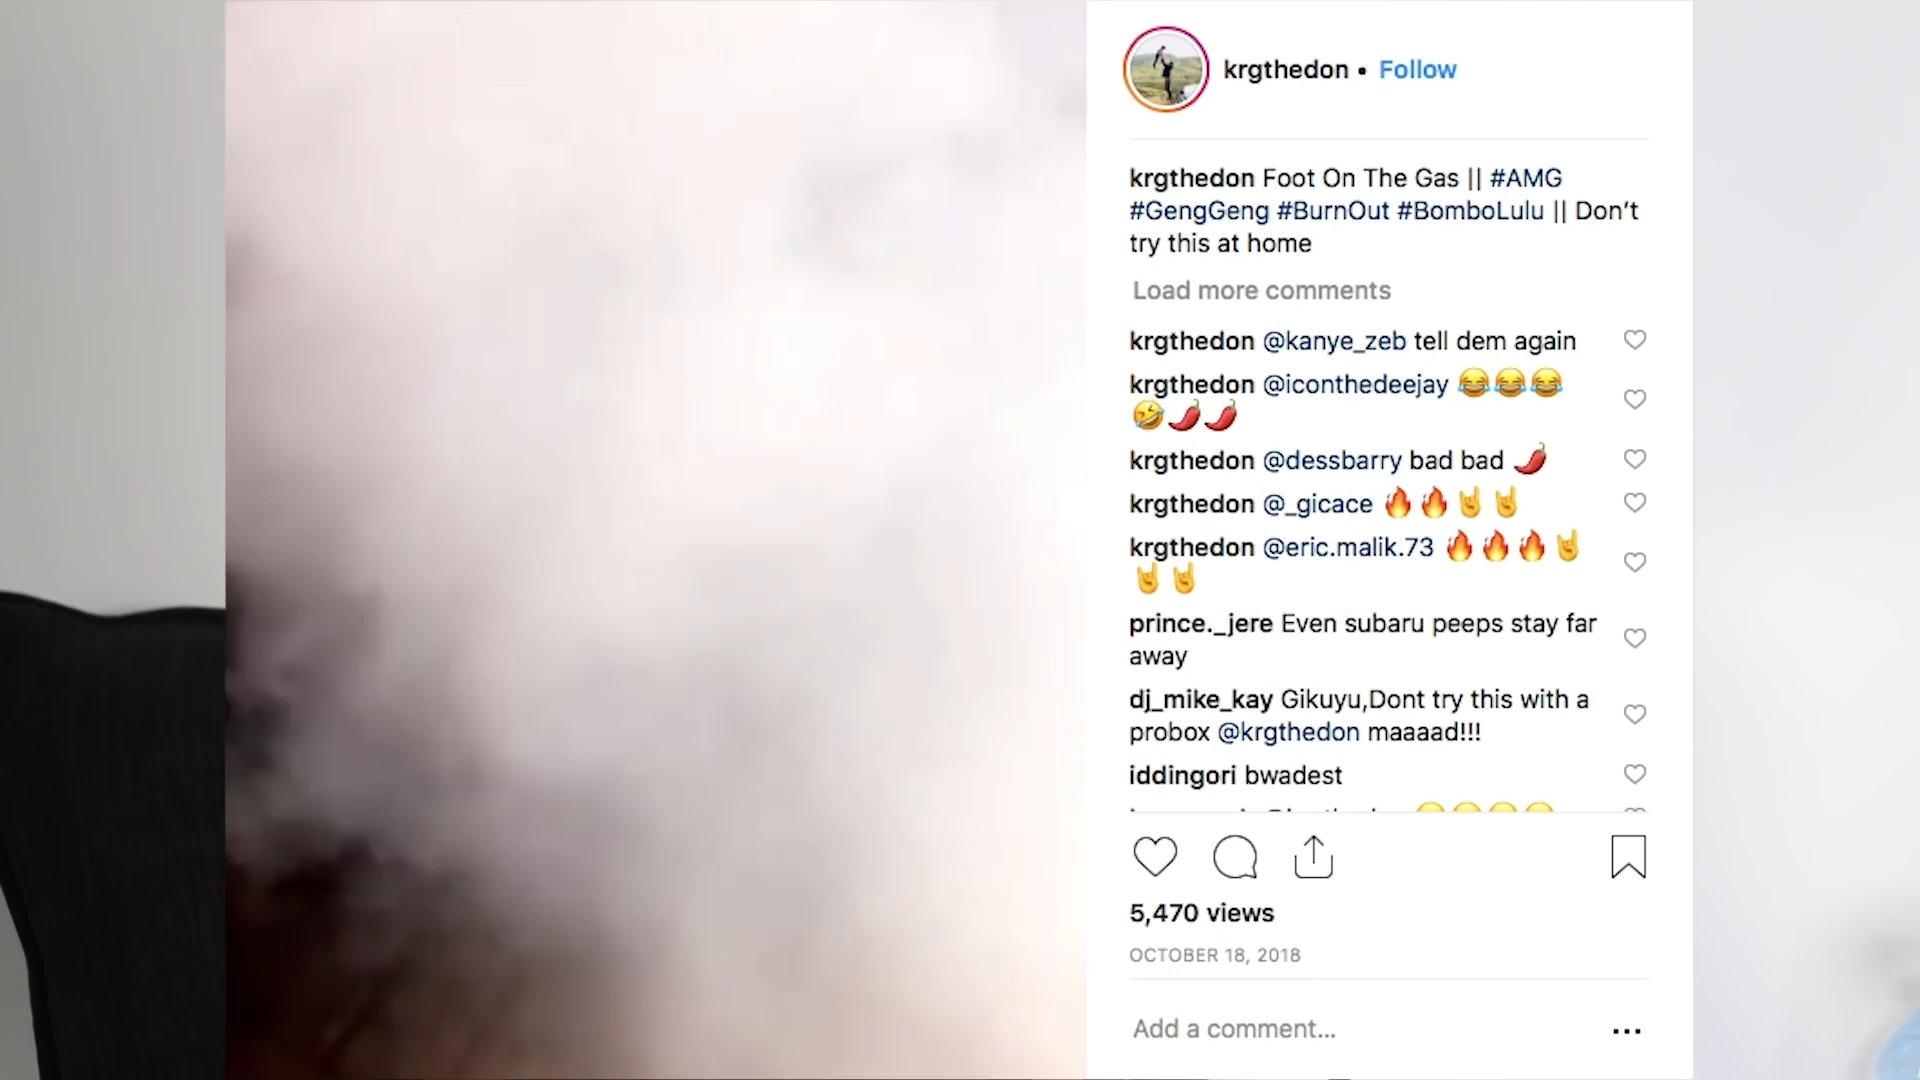 krgthedon • Follow
krgthedon Foot On The Gas || #AMG
#GengGeng #BurnOut #BomboLulu || Don’t
try this at home
Load more comments
krgthedon @kanye_zeb tell dem again
krgthedon @iconthedeejay 😂😂😂
🤣🌶️🌶️
krgthedon @dessbarry bad bad 🌶️
krgthedon @_gicace 🔥🔥🤘🤘
krgthedon @eric.malik.73 🔥🔥🔥🤘
🤘🤘
prince._jere Even subaru peeps stay far
away
dj_mike_kay Gikuyu,Dont try this with a
probox @krgthedon maaaad!!!
iddingori bwadest
5,470 views
OCTOBER 18, 2018
Add a comment...